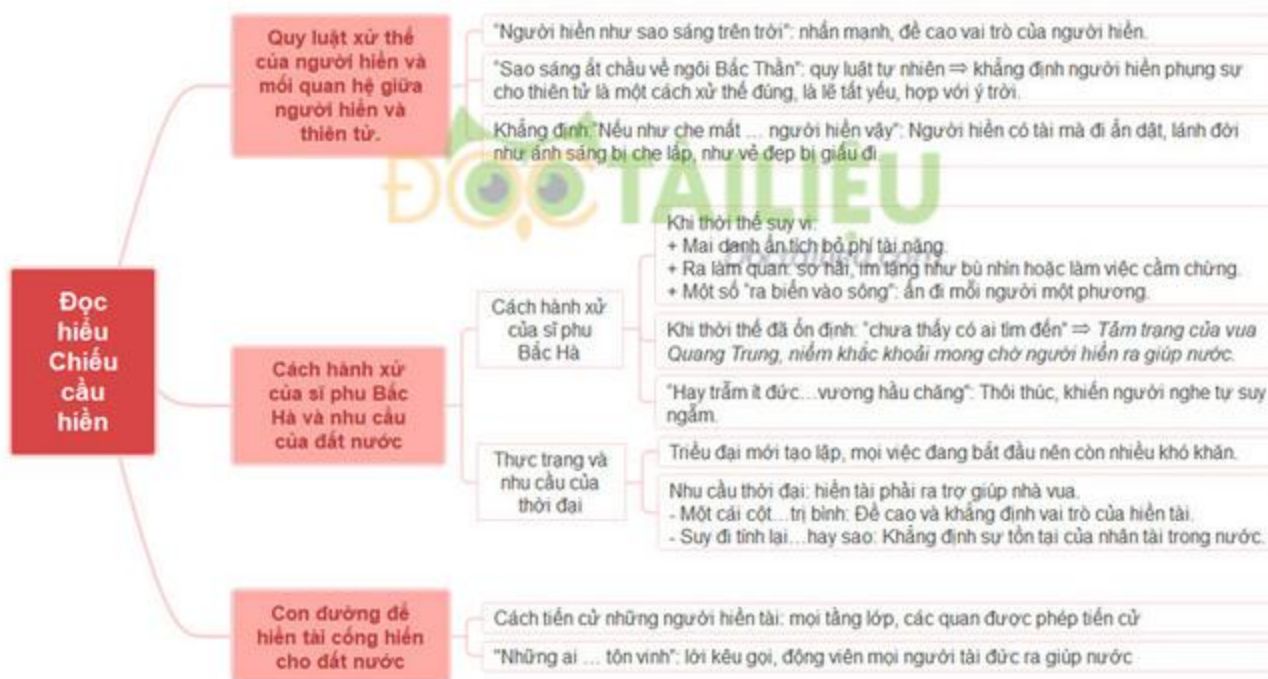 Đọc
hiểu
Chiếu
cầu
hiền
Quy luật xử thế
của người hiền và
mối quan hệ giữa
người hiền và
thiên tử.
"Người hiền như sao sáng trên trời": nhấn mạnh, đề cao vai trò của người hiền.
"Sao sáng ắt chầu về ngôi Bắc Thần": quy luật tự nhiên ⇒ khẳng định người hiền phụng sự
cho thiên tử là một cách xử thế đúng, là lẽ tất yếu, hợp với ý trời.
Khẳng định:"Nếu như che mất ... người hiền vậy": Người hiền có tài mà đi ẩn dật, lánh đời
như ánh sáng bị che lấp, như vẻ đẹp bị giấu đi.
ĐỌCTÀILIỆU
Doctailieu.com
Cách hành xử
của sĩ phu Bắc
Hà và nhu cầu
của đất nước
Cách hành xử
của sĩ phu
Bắc Hà
Khi thời thế suy vi:
+ Mai danh ẩn tích bỏ phí tài năng.
+ Ra làm quan: sợ hãi, im lặng như bù nhìn hoặc làm việc cầm chừng.
+ Một số "ra biển vào sông": ẩn đi mỗi người một phương.
Khi thời thế đã ổn định: "chưa thấy có ai tìm đến" ⇒ Tâm trạng của vua
Quang Trung, niềm khắc khoải mong chờ người hiền ra giúp nước.
"Hay trẫm ít đức...vương hầu chăng": Thôi thúc, khiến người nghe tự suy
ngẫm.
Thực trạng và
nhu cầu của
thời đại
Triều đại mới tạo lập, mọi việc đang bắt đầu nên còn nhiều khó khăn.
Nhu cầu thời đại: hiền tài phải ra trợ giúp nhà vua.
- Một cái cột...trị bình: Đề cao và khẳng định vai trò của hiền tài.
- Suy đi tính lại...hay sao: Khẳng định sự tồn tại của nhân tài trong nước.
Con đường để
hiền tài cống hiến
cho đất nước
Cách tiến cử những người hiền tài: mọi tầng lớp, các quan được phép tiến cử
"Những ai ... tôn vinh": lời kêu gọi, động viên mọi người tài đức ra giúp nước